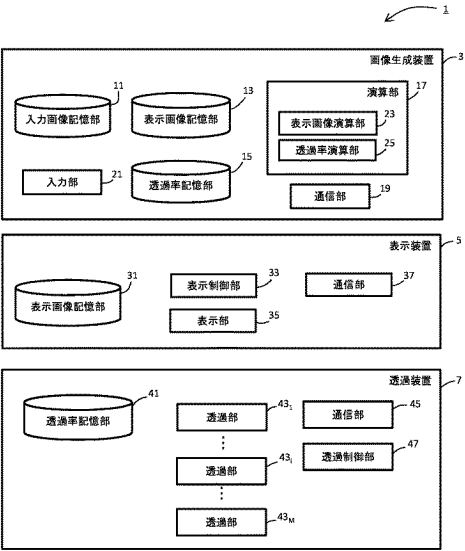 1
画像生成装置
3
11
入力画像記憶部
13
表示画像記憶部
演算部
17
表示画像演算部
23
透過率演算部
25
入力部
21
15
透過率記憶部
通信部
19
表示装置
5
31
表示画像記憶部
表示制御部
33
表示部
35
通信部
37
透過装置
7
41
透過率記憶部
透過部
43₁
通信部
45
透過部
43ᵢ
透過制御部
47
透過部
43M